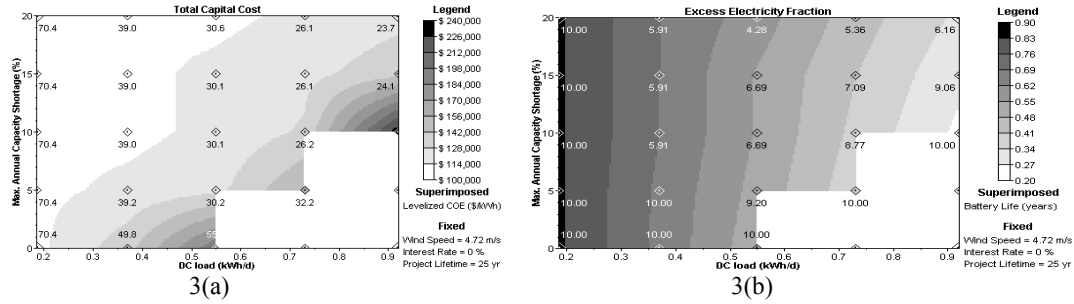 Total Capital Cost
Max. Annual Capacity Shortage (%)
20
15
10
5
0
70.4 39.0 30.6 26.1 23.7
70.4 39.0 30.1 26.1 24.1
70.4 39.0 30.1 26.2
70.4 39.2 30.2 32.2
70.4 49.8
0.2 0.3 0.4 0.5 0.6 0.7 0.8 0.9
DC load (kWh/d)
Legend
$ 240,000
$ 226,000
$ 212,000
$ 198,000
$ 184,000
$ 170,000
$ 156,000
$ 142,000
$ 128,000
$ 114,000
$ 100,000
Superimposed
Levelized COE ($/kWh)
Fixed
Wind Speed = 4.72 m/s
Interest Rate = 0 %
Project Lifetime = 25 yr
3(a)
Excess Electricity Fraction
Max. Annual Capacity Shortage (%)
20
15
10
5
0
10.00 5.91 4.28 5.36 6.16
10.00 5.91 6.69 7.09 9.06
10.00 5.91 6.69 8.77 10.00
10.00 10.00 9.20 10.00
10.00 10.00 10.00
0.2 0.3 0.4 0.5 0.6 0.7 0.8 0.9
DC load (kWh/d)
Legend
0.90
0.83
0.76
0.69
0.62
0.55
0.48
0.41
0.34
0.27
0.20
Superimposed
Battery Life (years)
Fixed
Wind Speed = 4.72 m/s
Interest Rate = 0 %
Project Lifetime = 25 yr
3(b)